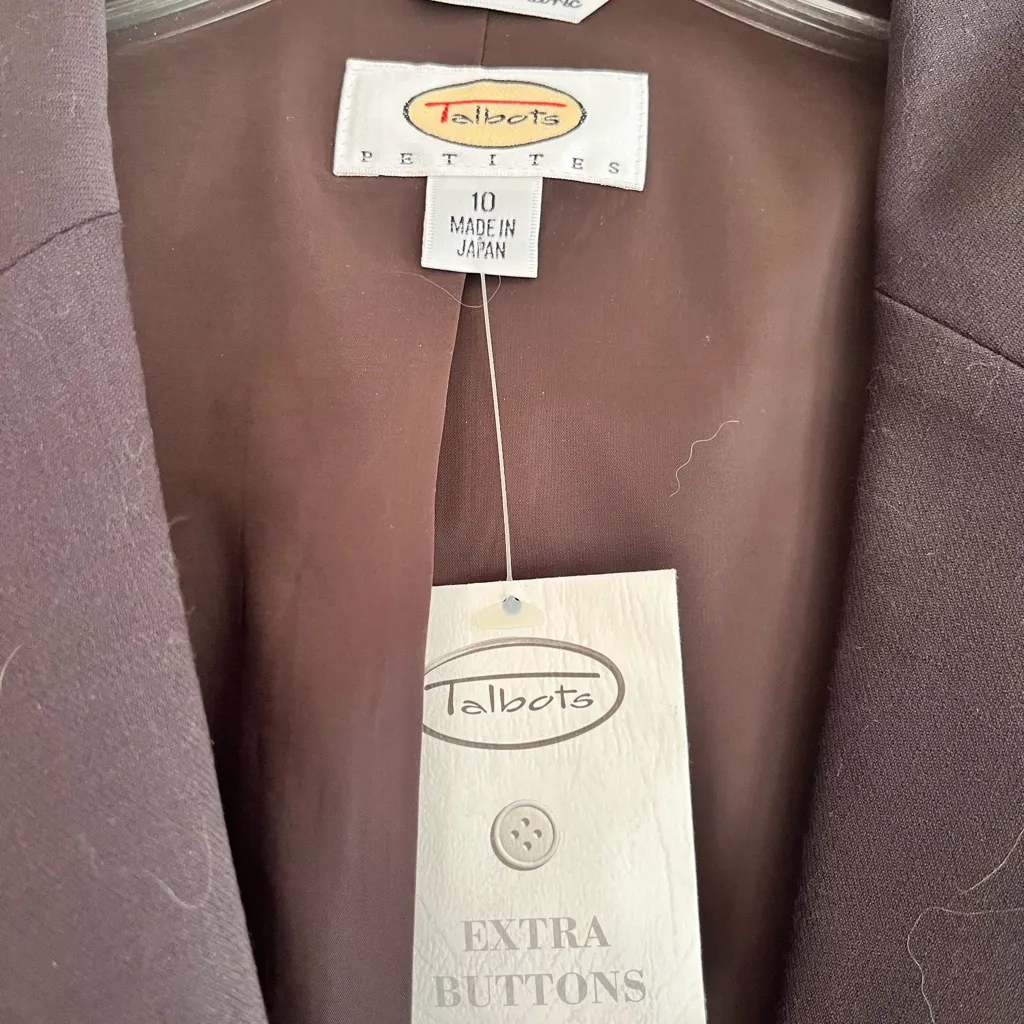 Talbots
PETITES
10
MADE IN
JAPAN
Talbots
EXTRA
BUTTONS